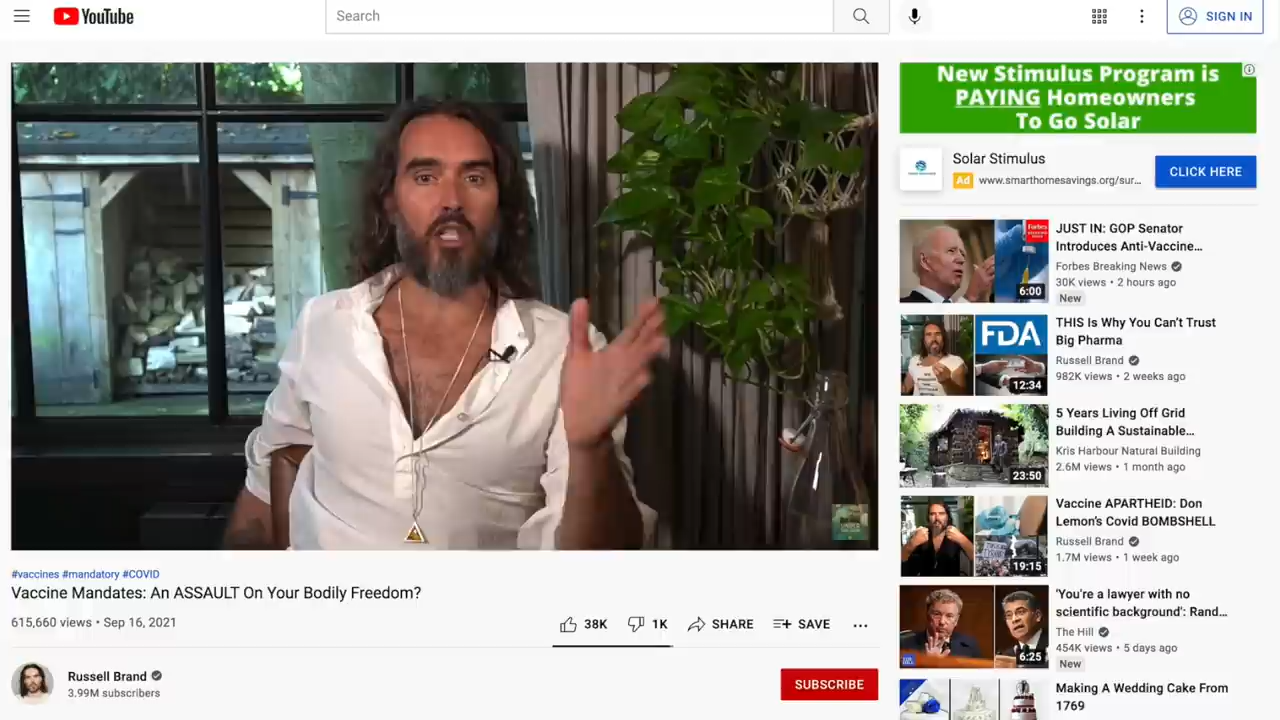 YouTube
Search
SIGN IN
New Stimulus Program is
PAYING Homeowners
To Go Solar
Solar Stimulus
Ad www.smarthomesavings.org/sur...
CLICK HERE
Forbes
6:00
JUST IN: GOP Senator
Introduces Anti-Vaccine...
Forbes Breaking News
30K views • 2 hours ago
New
FDA
12:34
THIS Is Why You Can't Trust
Big Pharma
Russell Brand
982K views • 2 weeks ago
23:50
5 Years Living Off Grid
Building A Sustainable...
Kris Harbour Natural Building
2.6M views • 1 month ago
19:15
Vaccine APARTHEID: Don
Lemon's Covid BOMBSHELL
Russell Brand
1.7M views • 1 week ago
6:25
'You're a lawyer with no
scientific background': Rand...
The Hill
454K views • 5 days ago
New
Making A Wedding Cake From
1769
#vaccines #mandatory #COVID
Vaccine Mandates: An ASSAULT On Your Bodily Freedom?
615,660 views • Sep 16, 2021
38K
1K
SHARE
SAVE
Russell Brand
3.99M subscribers
SUBSCRIBE